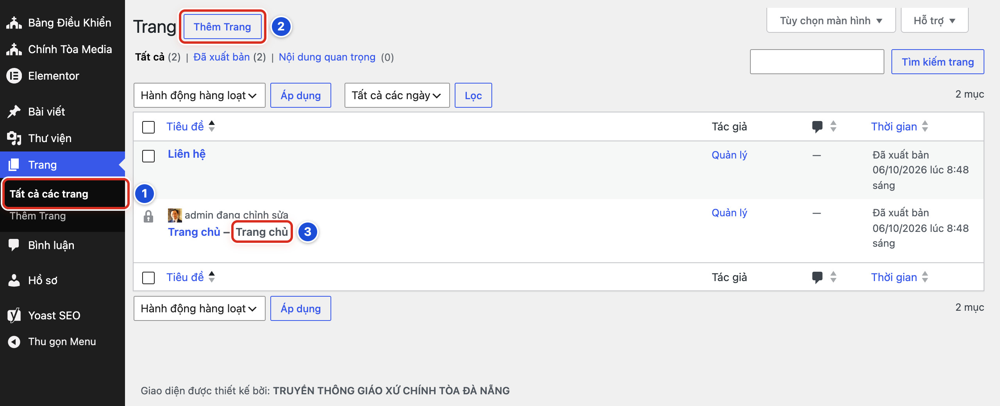 Bảng Điều Khiển
Chính Tòa Media
Elementor
Bài viết
Thư viện
Trang
Tất cả các trang
1
Thêm Trang
Bình luận
Hồ sơ
Yoast SEO
Thu gọn Menu
Trang Thêm Trang 2
Tùy chọn màn hình Hỗ trợ
Tất cả (2) | Đã xuất bản (2) | Nội dung quan trọng (0)
Tìm kiếm trang
Hành động hàng loạt Áp dụng Tất cả các ngày Lọc 2 mục
Tiêu đề Tác giả Thời gian
Liên hệ Quản lý — Đã xuất bản
06/10/2026 lúc 8:48
sáng
admin đang chỉnh sửa Quản lý — Đã xuất bản
Trang chủ — Trang chủ 3 06/10/2026 lúc 8:48
sáng
Tiêu đề Tác giả Thời gian
Hành động hàng loạt Áp dụng 2 mục
Giao diện được thiết kế bởi: TRUYỀN THÔNG GIÁO XỨ CHÍNH TÒA ĐÀ NẴNG